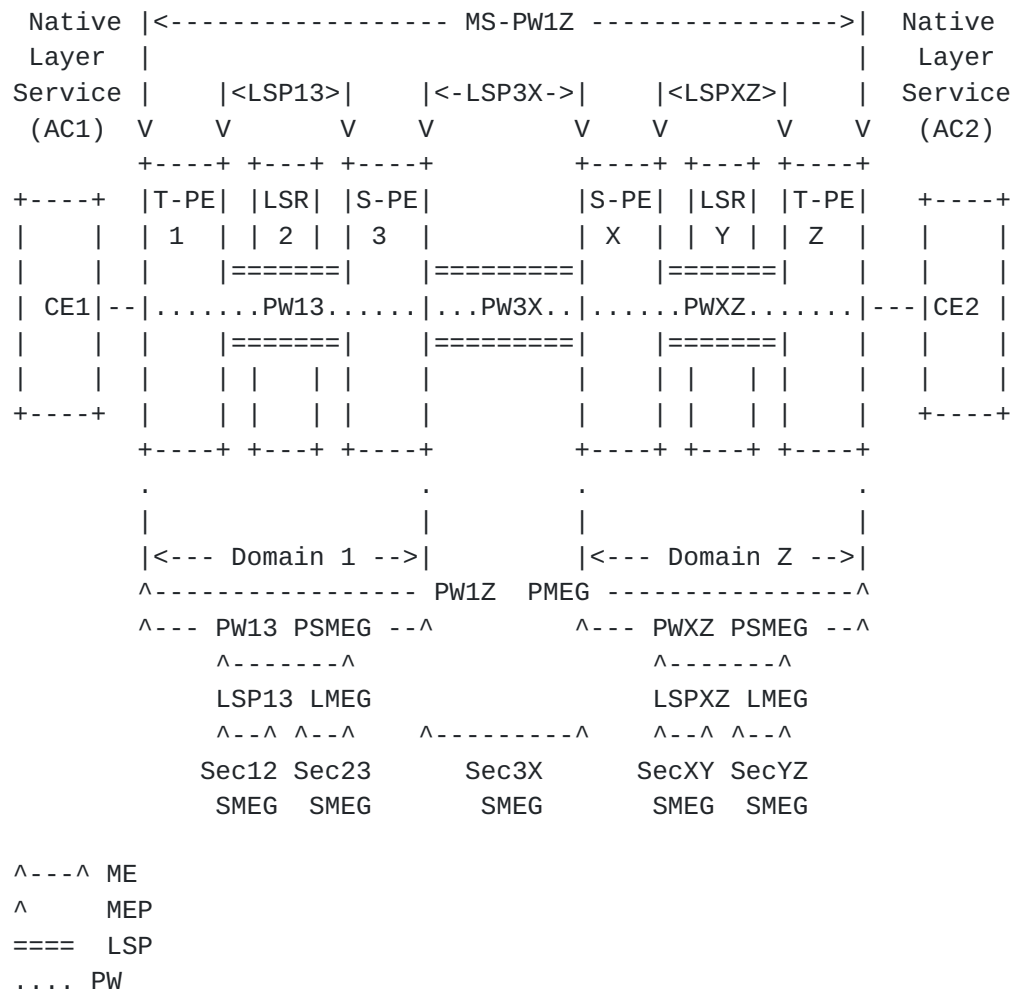 Native |<------------------ MS-PW1Z ---------------->|  Native
 Layer  |                                             |   Layer
Service |    |<LSP13>|    |<-LSP3X->|    |<LSPXZ>|    |  Service
 (AC1)  V    V       V    V         V    V       V    V   (AC2)
        +----+ +---+ +----+         +----+ +---+ +----+
+----+  |T-PE| |LSR| |S-PE|         |S-PE| |LSR| |T-PE|   +----+
|    |  | 1  | | 2 | | 3  |         | X  | | Y | | Z  |   |    |
|    |  |    |=======|    |=========|    |=======|    |   |    |
| CE1|--|.......PW13......|...PW3X..|......PWXZ.......|---|CE2 |
|    |  |    |=======|    |=========|    |=======|    |   |    |
|    |  |    | |   | |    |         |    | |   | |    |   |    |
+----+  |    | |   | |    |         |    | |   | |    |   +----+
        +----+ +---+ +----+         +----+ +---+ +----+
        .                 .         .                 .
        |                 |         |                 |
        |<--- Domain 1 -->|         |<--- Domain Z -->|
        ^----------------- PW1Z  PMEG ----------------^
        ^--- PW13 PSMEG --^         ^--- PWXZ PSMEG --^
             ^-------^                   ^-------^
             LSP13 LMEG                  LSPXZ LMEG
             ^--^ ^--^    ^---------^    ^--^ ^--^
            Sec12 Sec23      Sec3X      SecXY SecYZ
             SMEG  SMEG       SMEG       SMEG  SMEG
^---^ ME
^     MEP
====  LSP
.... PW